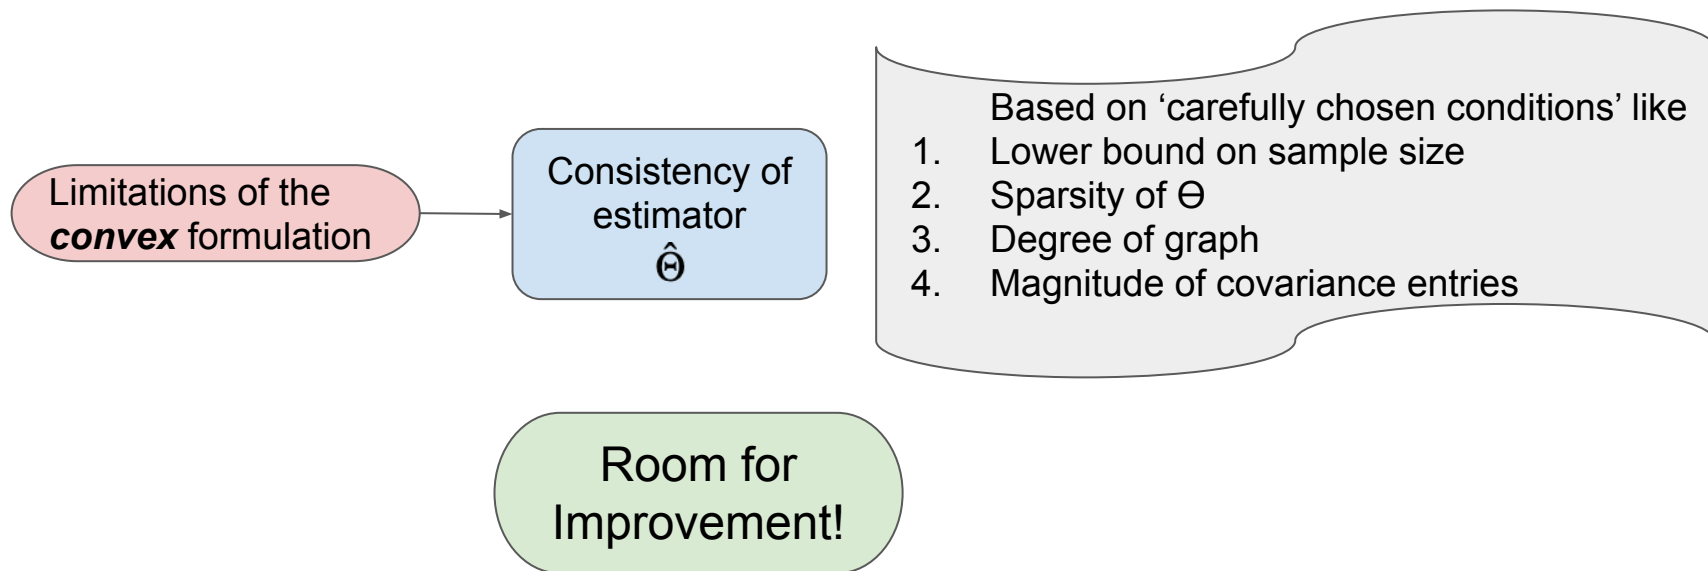 Limitations of the
convex formulation
Consistency of
estimator
Θ̂
Based on ‘carefully chosen conditions’ like
1. Lower bound on sample size
2. Sparsity of Θ
3. Degree of graph
4. Magnitude of covariance entries
Room for
Improvement!